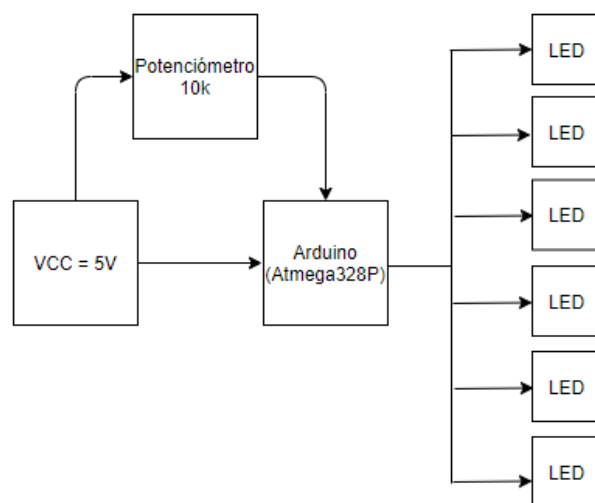 Potenciómetro
10k
VCC = 5V
Arduino
(Atmega328P)
LED
LED
LED
LED
LED
LED